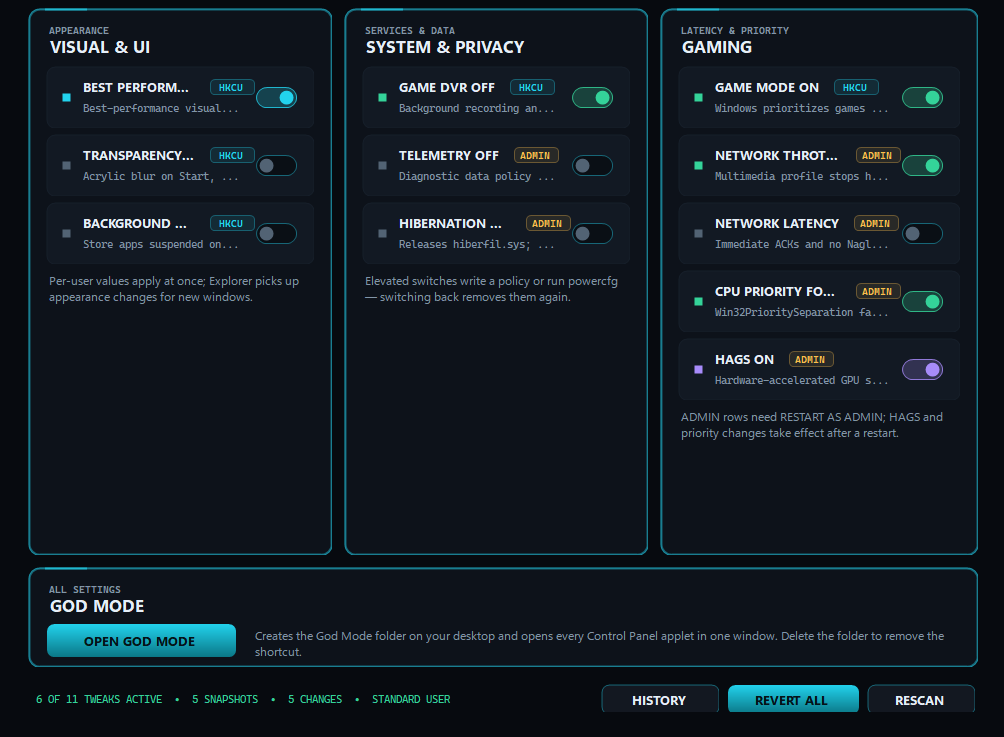 APPEARANCE
VISUAL & UI
BEST PERFORM... HKCU
Best-performance visual...
TRANSPARENCY... HKCU
Acrylic blur on Start, ...
BACKGROUND ... HKCU
Store apps suspended on...
Per-user values apply at once; Explorer picks up
appearance changes for new windows.
SERVICES & DATA
SYSTEM & PRIVACY
GAME DVR OFF HKCU
Background recording an...
TELEMETRY OFF ADMIN
Diagnostic data policy ...
HIBERNATION ... ADMIN
Releases hiberfil.sys; ...
Elevated switches write a policy or run powercfg
— switching back removes them again.
LATENCY & PRIORITY
GAMING
GAME MODE ON HKCU
Windows prioritizes games ...
NETWORK THROT... ADMIN
Multimedia profile stops h...
NETWORK LATENCY ADMIN
Immediate ACKs and no Nagl...
CPU PRIORITY FO... ADMIN
Win32PrioritySeparation fa...
HAGS ON ADMIN
Hardware-accelerated GPU s...
ADMIN rows need RESTART AS ADMIN; HAGS and
priority changes take effect after a restart.
ALL SETTINGS
GOD MODE
OPEN GOD MODE
Creates the God Mode folder on your desktop and opens every Control Panel applet in one window. Delete the folder to remove the
shortcut.
6 OF 11 TWEAKS ACTIVE • 5 SNAPSHOTS • 5 CHANGES • STANDARD USER
HISTORY REVERT ALL RESCAN